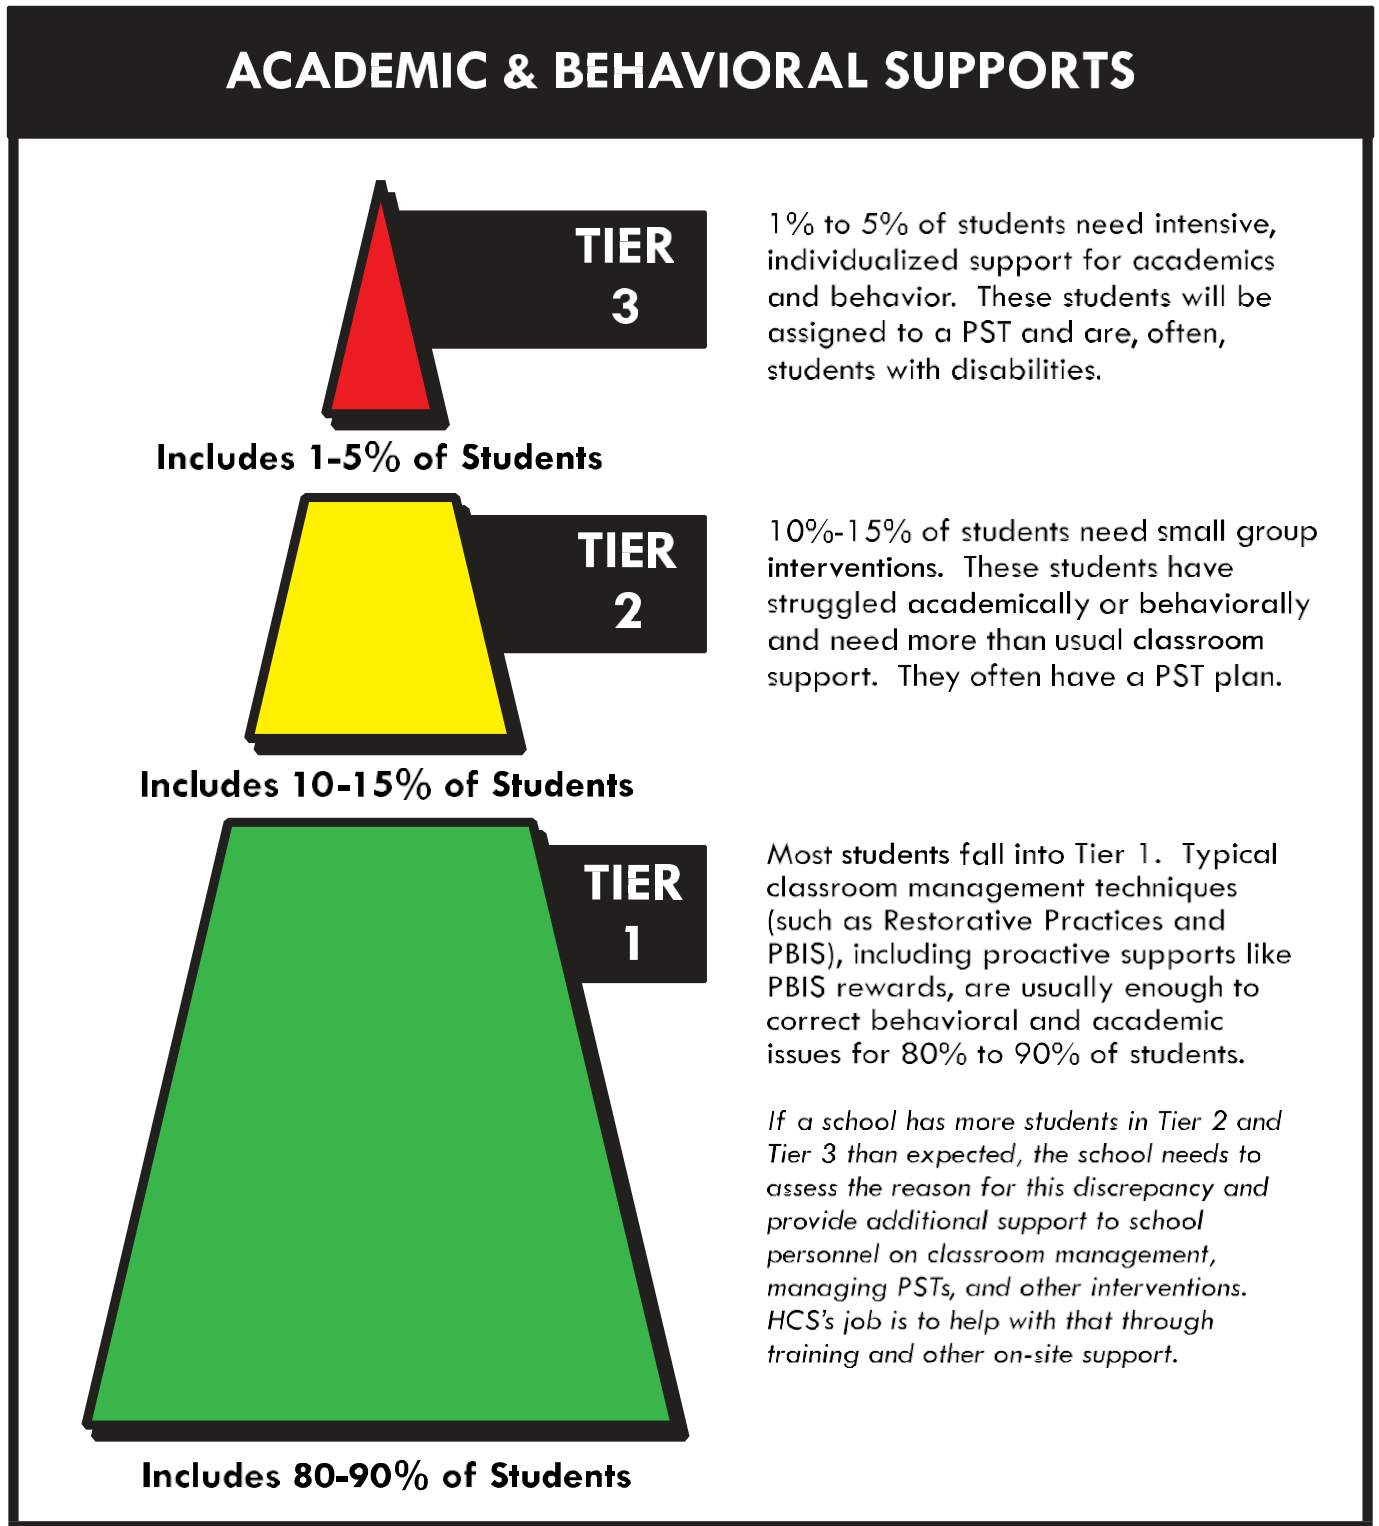 ACADEMIC & BEHAVIORAL SUPPORTS
TIER
3
1% to 5% of students need intensive,
individualized support for academics
and behavior. These students will be
assigned to a PST and are, often,
students with disabilities.
Includes 1-5% of Students
TIER
2
10%-15% of students need small group
interventions. These students have
struggled academically or behaviorally
and need more than usual classroom
support. They often have a PST plan.
Includes 10-15% of Students
TIER
1
Most students fall into Tier 1. Typical
classroom management techniques
(such as Restorative Practices and
PBIS), including proactive supports like
PBIS rewards, are usually enough to
correct behavioral and academic
issues for 80% to 90% of students.
If a school has more students in Tier 2 and
Tier 3 than expected, the school needs to
assess the reason for this discrepancy and
provide additional support to school
personnel on classroom management,
managing PSTs, and other interventions.
HCS's job is to help with that through
training and other on-site support.
Includes 80-90% of Students